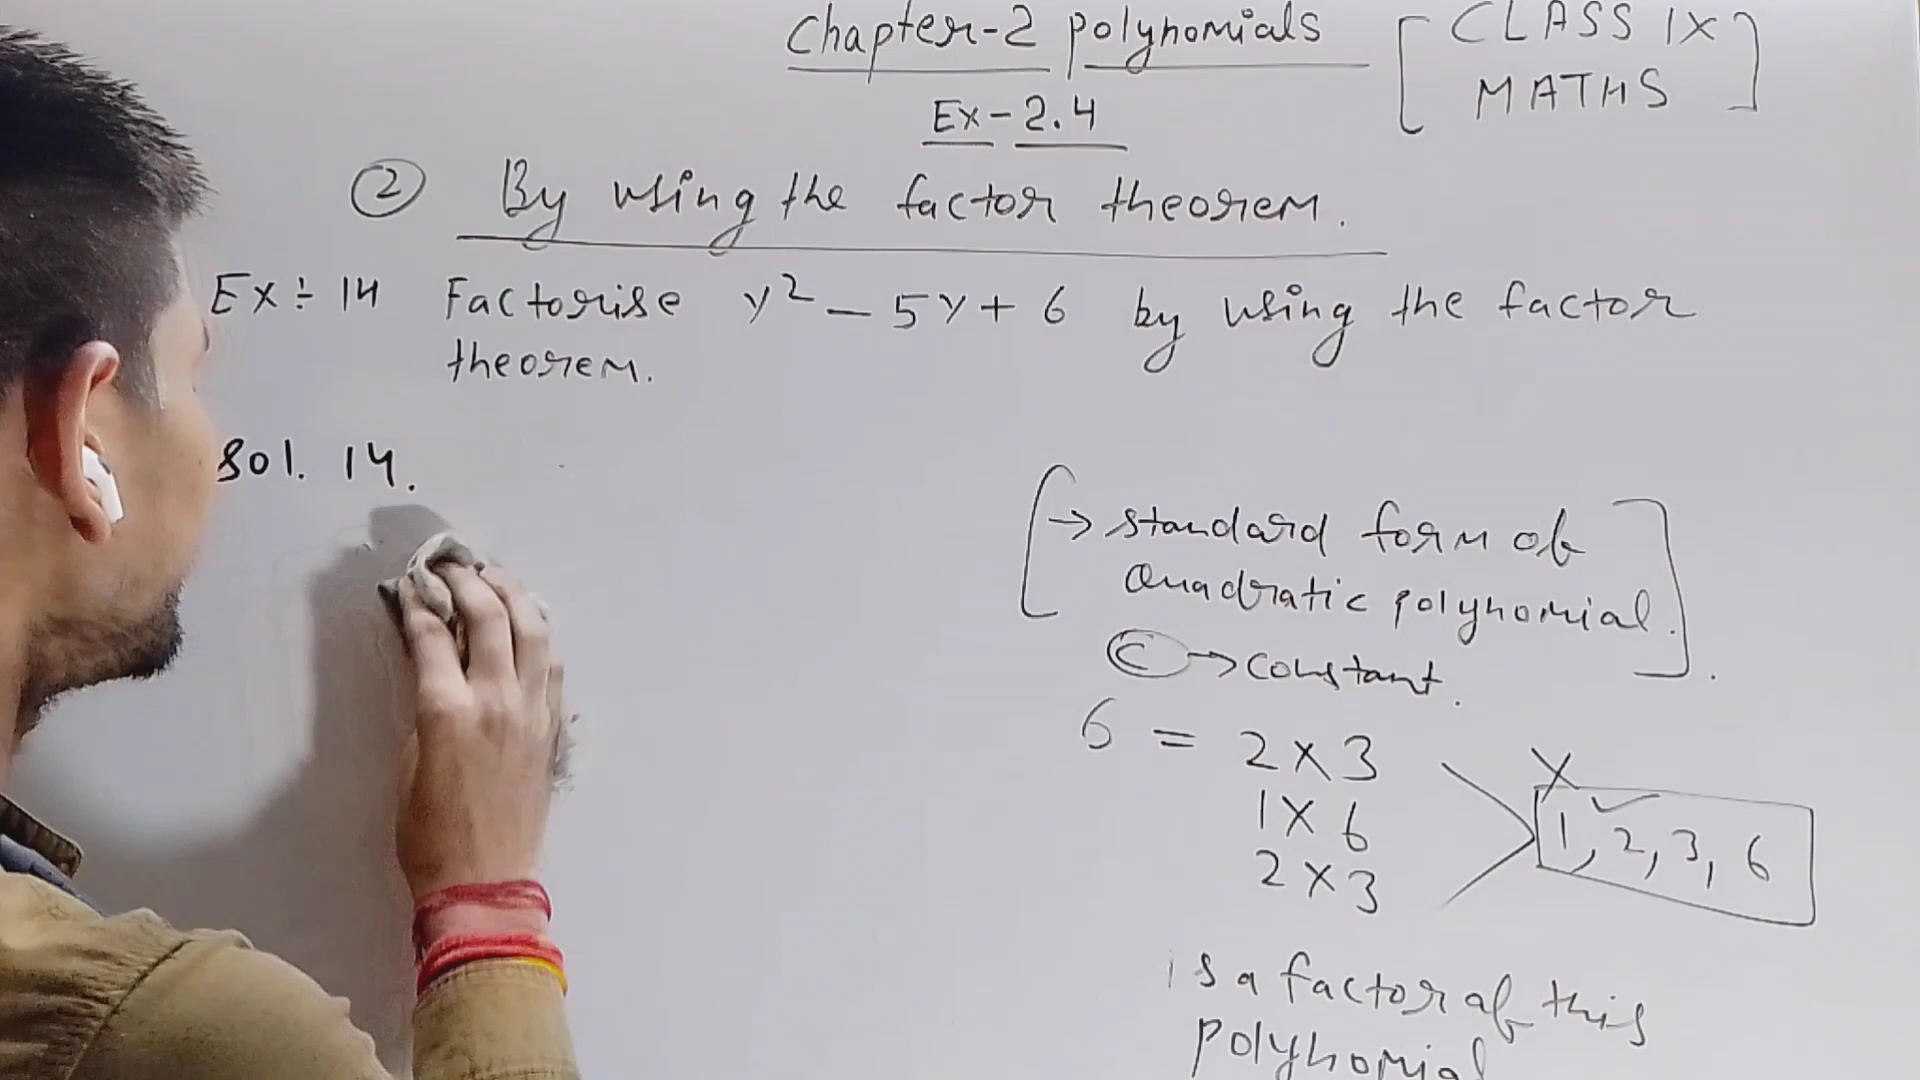 Chapter-2 polynomials
[CLASS IX
MATHS]
Ex-2.4
② By using the factor theorem.
Ex÷ 14 Factorise y² - 5y + 6 by using the factor
theorem.
Sol. 14.
[→ standard form of
Quadratic polynomial.].
Ⓒ → constant.
6 = 2 × 3
1 × 6
2 × 3
X ✓
1, 2, 3, 6
is a factor of this
polynomial